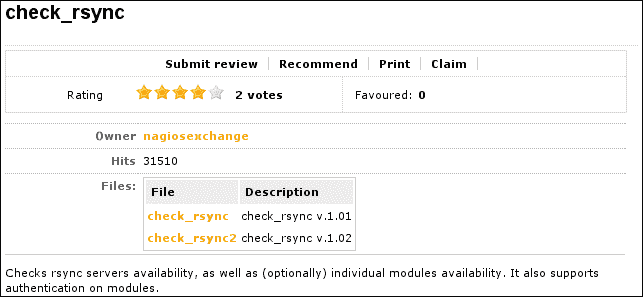 check_rsync
Submit review Recommend Print Claim
Rating 2 votes Favoured: 0
Owner nagiosexchange
Hits 31510
Files:
File Description
check_rsync check_rsync v.1.01
check_rsync2 check_rsync v.1.02
Checks rsync servers availability, as well as (optionally) individual modules availability. It also supports
authentication on modules.